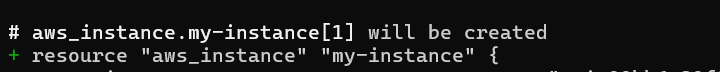 # aws_instance.my-instance[1] will be created
+ resource "aws_instance" "my-instance" {